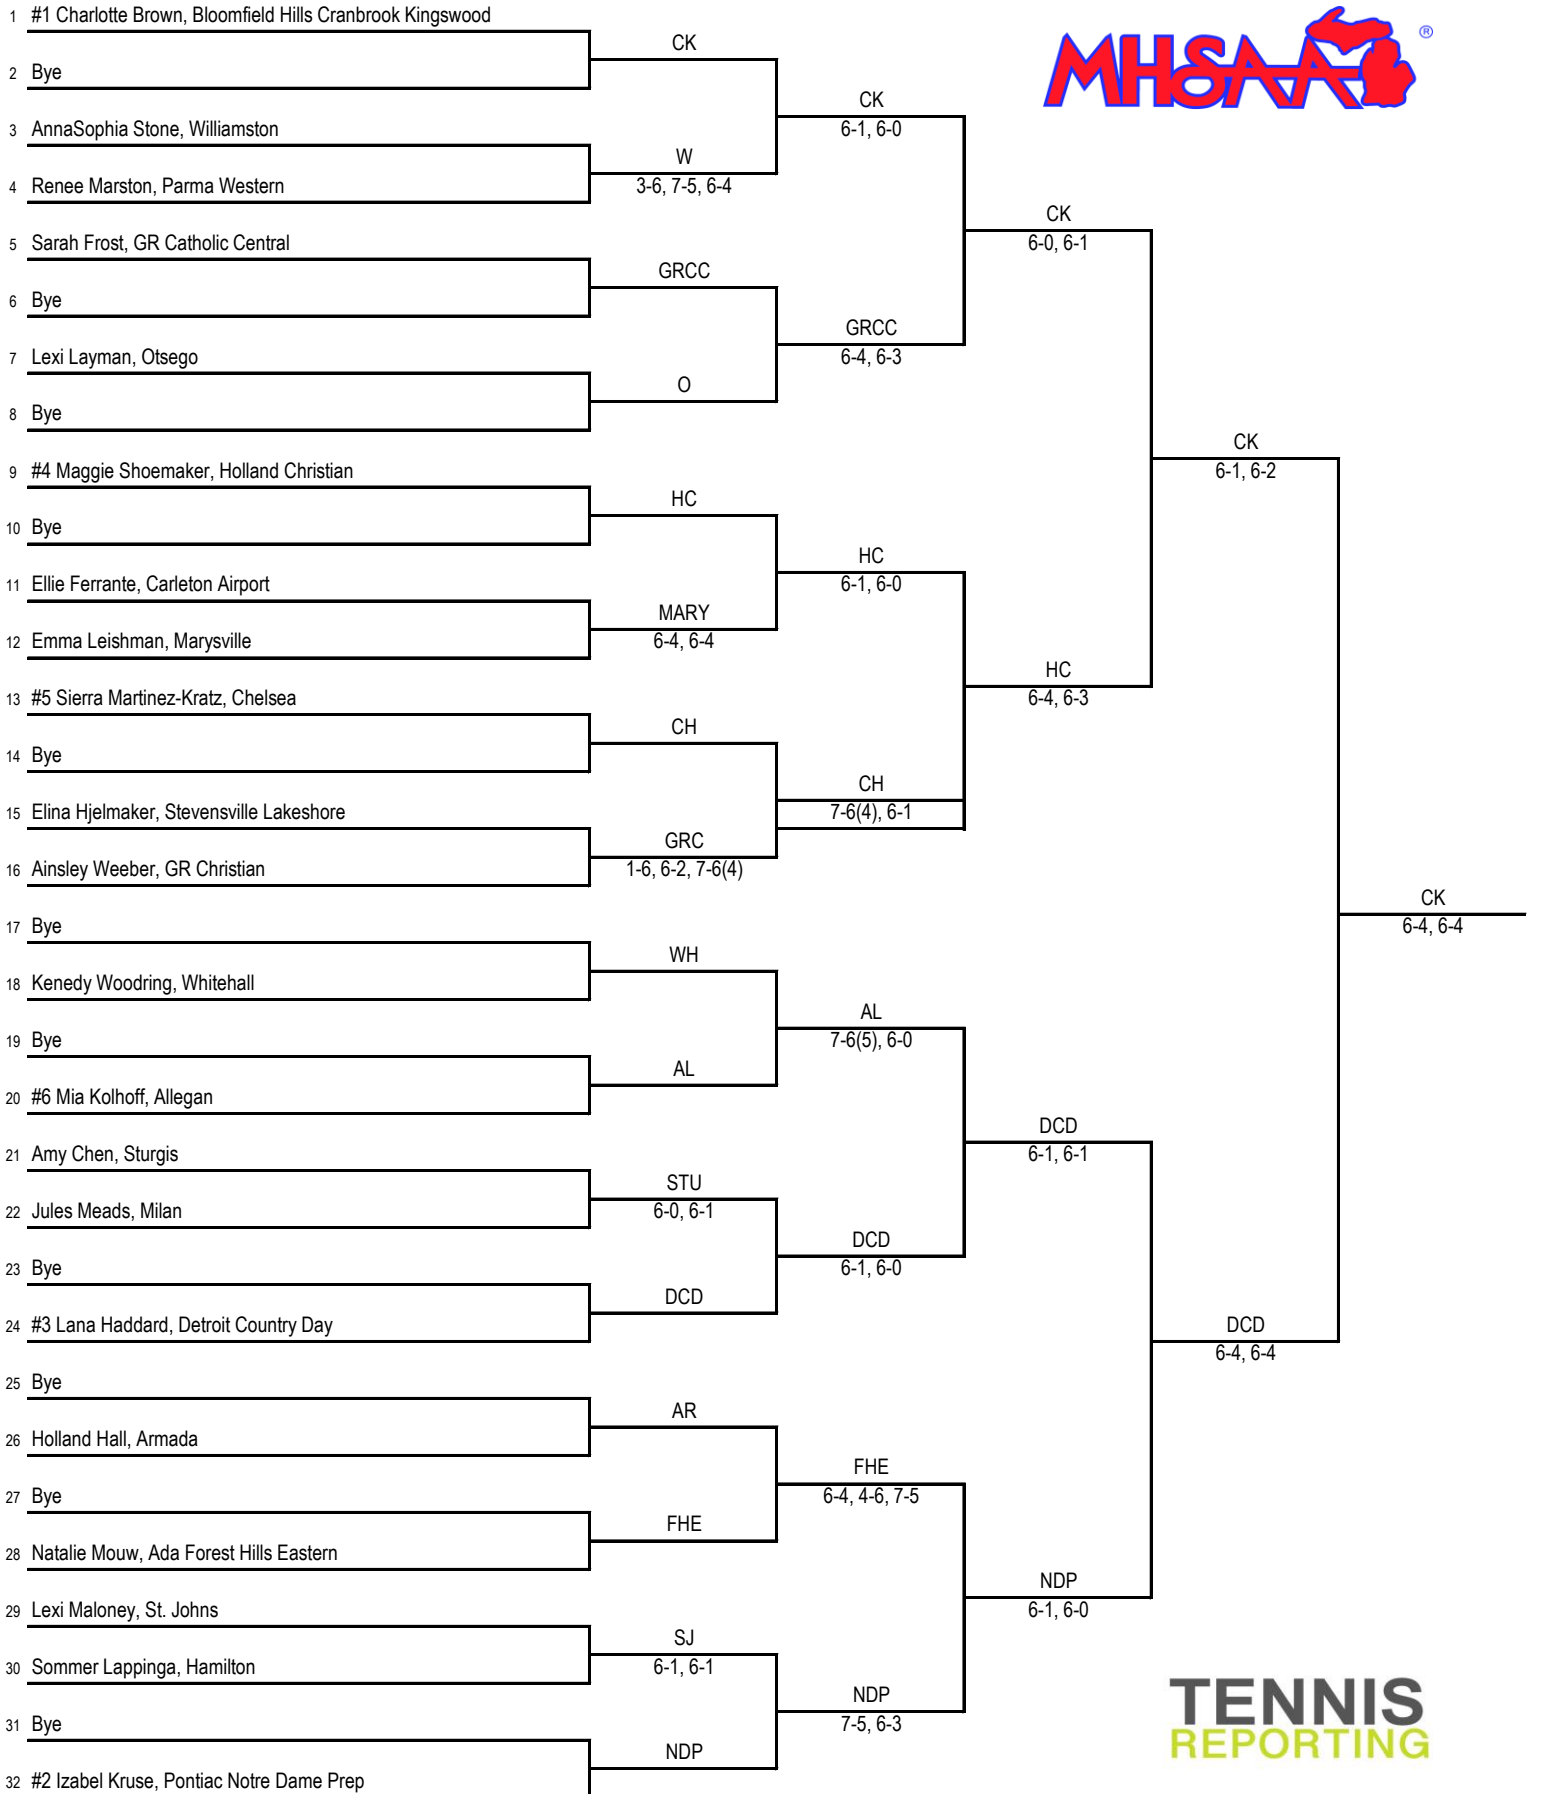 1 #1 Charlotte Brown, Bloomfield Hills Cranbrook Kingswood
CK
2 Bye
CK
6-1, 6-0
3 AnnaSophia Stone, Williamston
W
3-6, 7-5, 6-4
4 Renee Marston, Parma Western
CK
6-0, 6-1
5 Sarah Frost, GR Catholic Central
GRCC
6 Bye
GRCC
6-4, 6-3
7 Lexi Layman, Otsego
O
8 Bye
CK
6-1, 6-2
9 #4 Maggie Shoemaker, Holland Christian
HC
10 Bye
HC
6-1, 6-0
11 Ellie Ferrante, Carleton Airport
MARY
6-4, 6-4
12 Emma Leishman, Marysville
HC
6-4, 6-3
13 #5 Sierra Martinez-Kratz, Chelsea
CH
14 Bye
CH
7-6(4), 6-1
15 Elina Hjelmaker, Stevensville Lakeshore
GRC
1-6, 6-2, 7-6(4)
16 Ainsley Weeber, GR Christian
CK
6-4, 6-4
17 Bye
WH
18 Kenedy Woodring, Whitehall
AL
7-6(5), 6-0
19 Bye
AL
20 #6 Mia Kolhoff, Allegan
DCD
6-1, 6-1
21 Amy Chen, Sturgis
STU
6-0, 6-1
22 Jules Meads, Milan
DCD
6-1, 6-0
23 Bye
DCD
24 #3 Lana Haddard, Detroit Country Day
DCD
6-4, 6-4
25 Bye
AR
26 Holland Hall, Armada
FHE
6-4, 4-6, 7-5
27 Bye
FHE
28 Natalie Mouw, Ada Forest Hills Eastern
NDP
6-1, 6-0
29 Lexi Maloney, St. Johns
SJ
6-1, 6-1
30 Sommer Lappinga, Hamilton
NDP
7-5, 6-3
31 Bye
NDP
32 #2 Izabel Kruse, Pontiac Notre Dame Prep
MHSAA ®
TENNIS
REPORTING